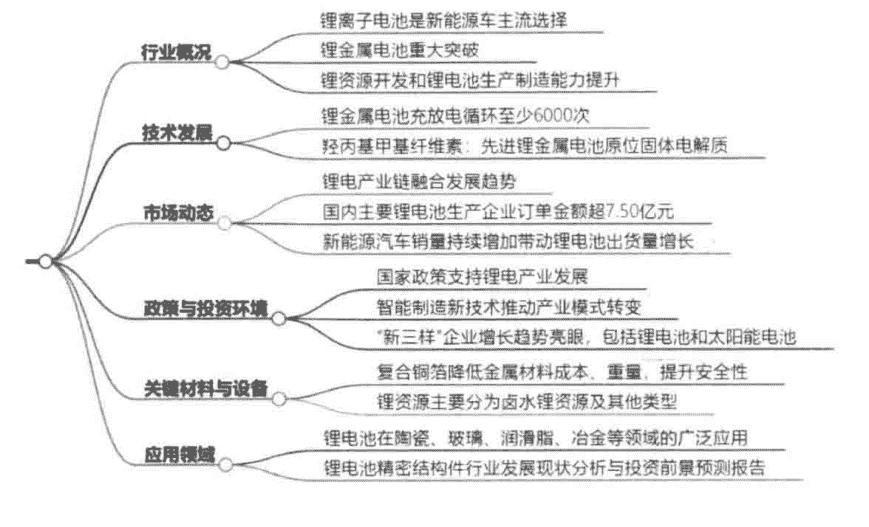 行业概况
锂离子电池是新能源车主流选择
锂金属电池重大突破
锂资源开发和锂电池生产制造能力提升
技术发展
锂金属电池充放电循环至少6000次
羟丙基甲基纤维素：先进锂金属电池原位固体电解质
市场动态
锂电产业链融合发展趋势
国内主要锂电池生产企业订单金额超7.50亿元
新能源汽车销量持续增加带动锂电池出货量增长
政策与投资环境
国家政策支持锂电产业发展
智能制造新技术推动产业模式转变
“新三样”企业增长趋势亮眼，包括锂电池和太阳能电池
关键材料与设备
复合铜箔降低金属材料成本、重量，提升安全性
锂资源主要分为卤水锂资源及其他类型
应用领域
锂电池在陶瓷、玻璃、润滑脂、冶金等领域的广泛应用
锂电池精密结构件行业发展现状分析与投资前景预测报告